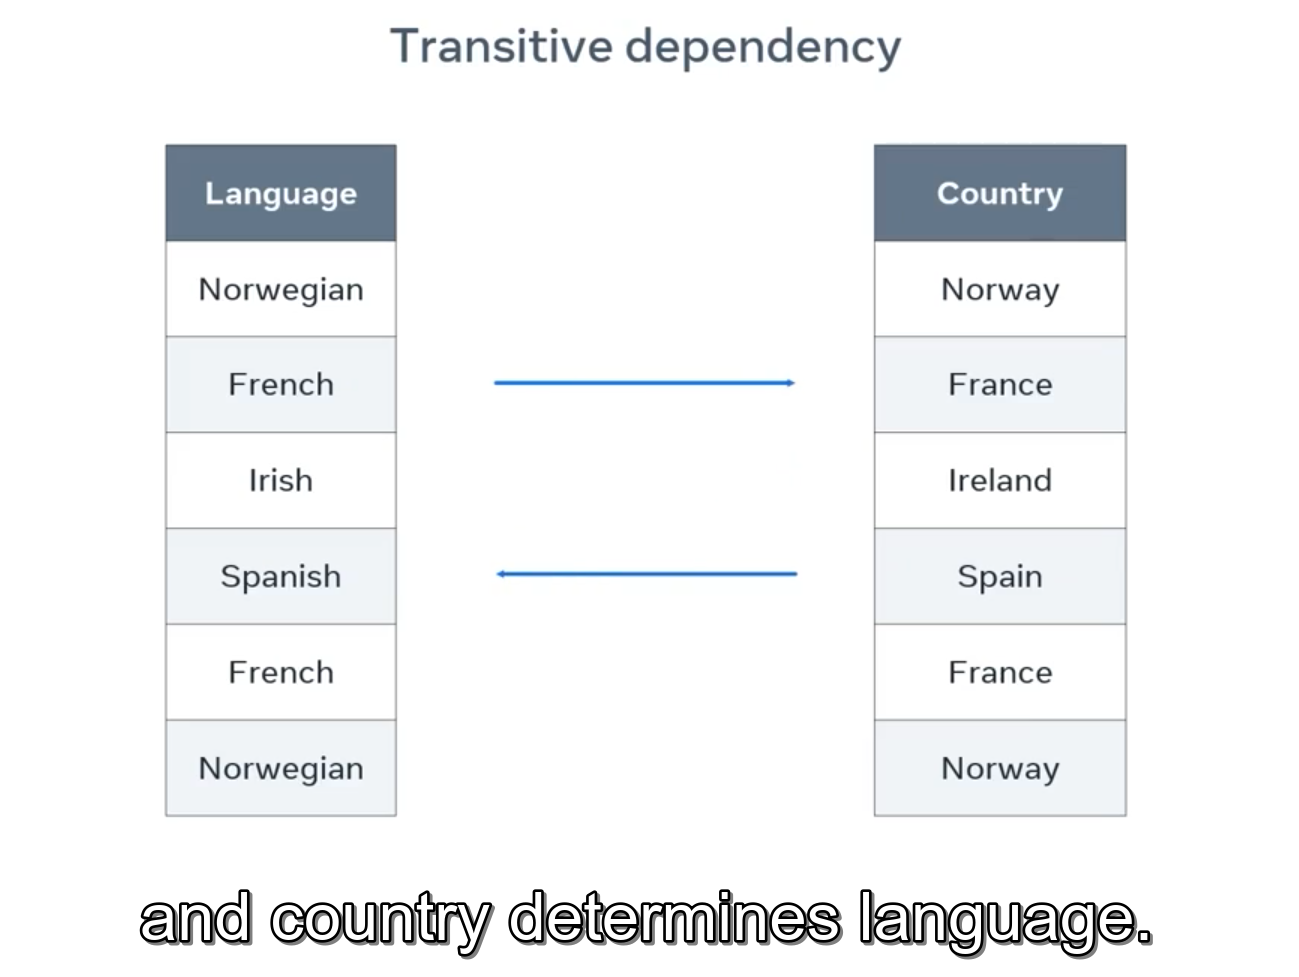 Transitive dependency
Language
Norwegian
French
Irish
Spanish
French
Norwegian
Country
Norway
France
Ireland
Spain
France
Norway
and country determines language.